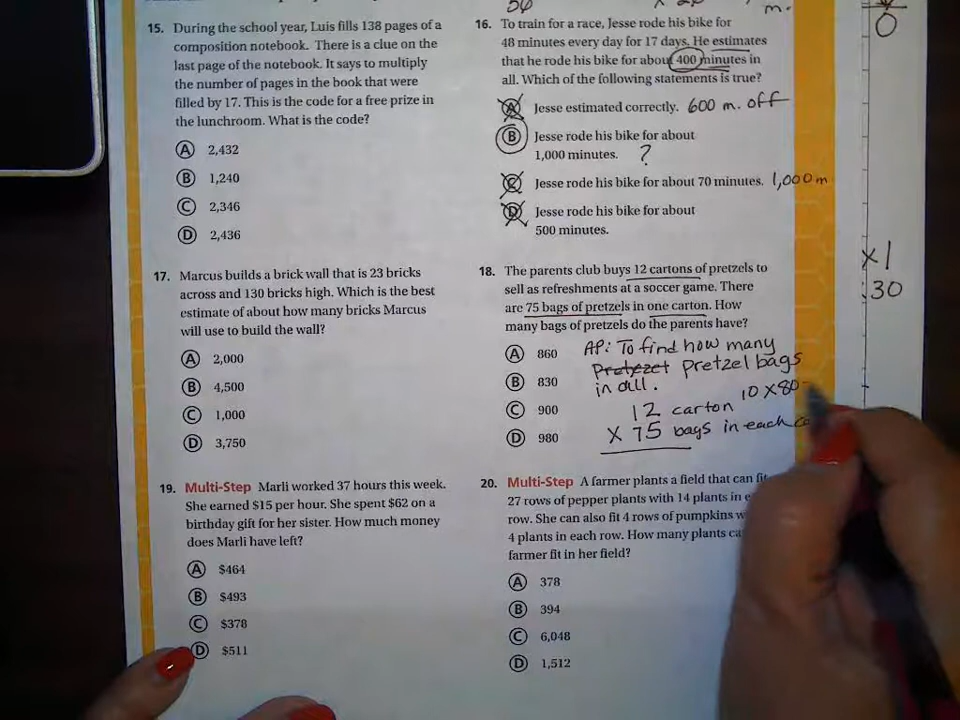 15. During the school year, Luis fills 138 pages of a
composition notebook. There is a clue on the
last page of the notebook. It says to multiply
the number of pages in the book that were
filled by 17. This is the code for a free prize in
the lunchroom. What is the code?
A 2,432
B 1,240
C 2,346
D 2,436
16. To train for a race, Jesse rode his bike for
48 minutes every day for 17 days. He estimates
that he rode his bike for about 400 minutes in
all. Which of the following statements is true?
A Jesse estimated correctly. 600 m. off
B Jesse rode his bike for about
1,000 minutes. ?
C Jesse rode his bike for about 70 minutes. 1,000 m
D Jesse rode his bike for about
500 minutes.
17. Marcus builds a brick wall that is 23 bricks
across and 130 bricks high. Which is the best
estimate of about how many bricks Marcus
will use to build the wall?
A 2,000
B 4,500
C 1,000
D 3,750
18. The parents club buys 12 cartons of pretzels to
sell as refreshments at a soccer game. There
are 75 bags of pretzels in one carton. How
many bags of pretzels do the parents have?
A 860
B 830
C 900
D 980
AP: To find how many
pretzel bags
in all.
10 x 80
12 carton
x 75 bags in each
19. Multi-Step Marli worked 37 hours this week.
She earned $15 per hour. She spent $62 on a
birthday gift for her sister. How much money
does Marli have left?
A $464
B $493
C $378
D $511
20. Multi-Step A farmer plants a field that can fit
27 rows of pepper plants with 14 plants in
row. She can also fit 4 rows of pumpkins
4 plants in each row. How many plants
farmer fit in her field?
A 378
B 394
C 6,048
D 1,512
m.
0
x 1
30